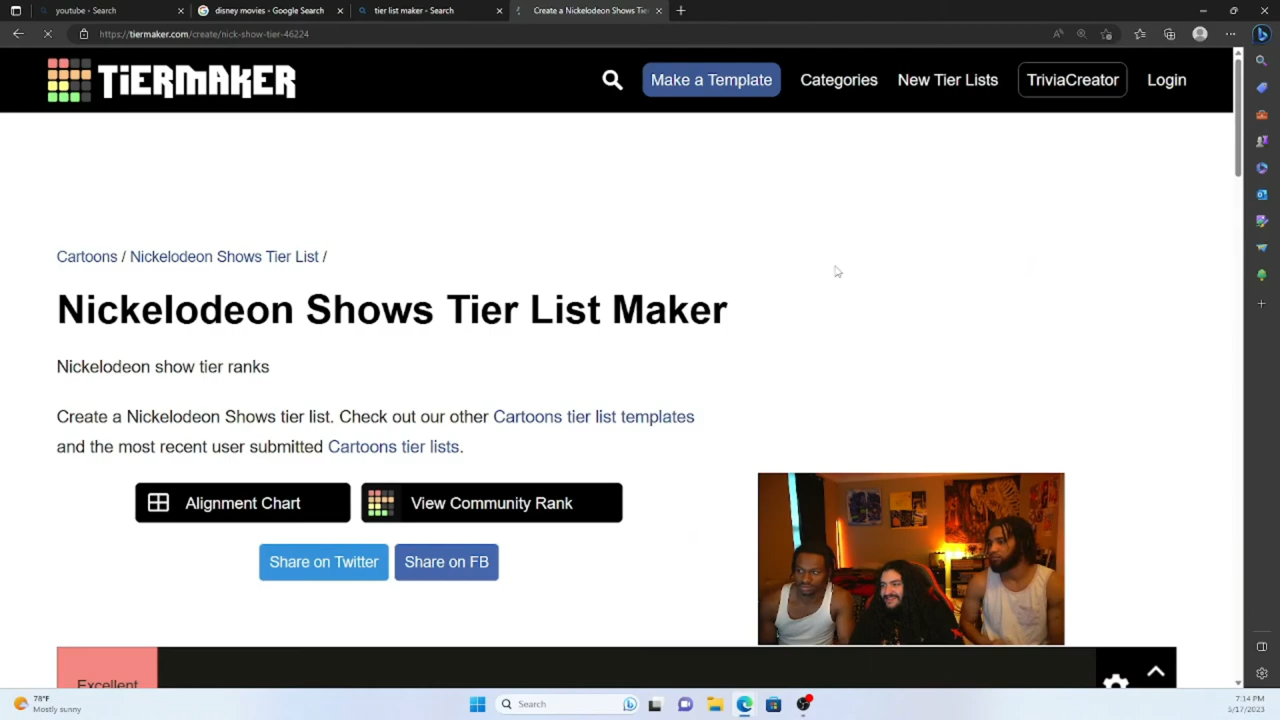 youtube - Search
disney movies - Google Search
tier list maker - Search
Create a Nickelodeon Shows Tie
https://tiermaker.com/create/nick-show-tier-46224
TiERMAKER
Make a Template
Categories
New Tier Lists
TriviaCreator
Login
Cartoons / Nickelodeon Shows Tier List /
Nickelodeon Shows Tier List Maker
Nickelodeon show tier ranks
Create a Nickelodeon Shows tier list. Check out our other Cartoons tier list templates
and the most recent user submitted Cartoons tier lists.
Alignment Chart
View Community Rank
Share on Twitter
Share on FB
Excellent
78°F
Mostly sunny
Search
7:14 PM
5/17/2023